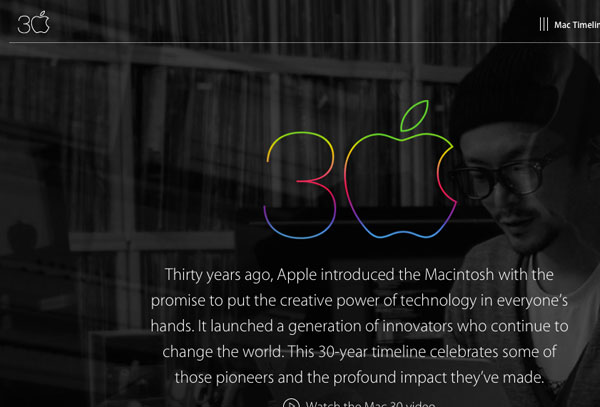 30
Mac Timelin
30
Thirty years ago, Apple introduced the Macintosh with the
promise to put the creative power of technology in everyone’s
hands. It launched a generation of innovators who continue to
change the world. This 30-year timeline celebrates some of
those pioneers and the profound impact they’ve made.
Watch the Mac 30 video